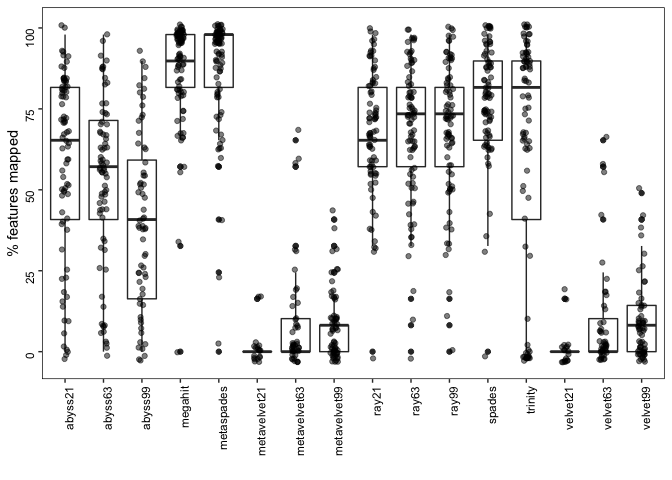 % features mapped
100
75
50
25
0
abyss21
abyss63
abyss99
megahit
metaspades
metavelvet21
metavelvet63
metavelvet99
ray21
ray63
ray99
spades
trinity
velvet21
velvet63
velvet99